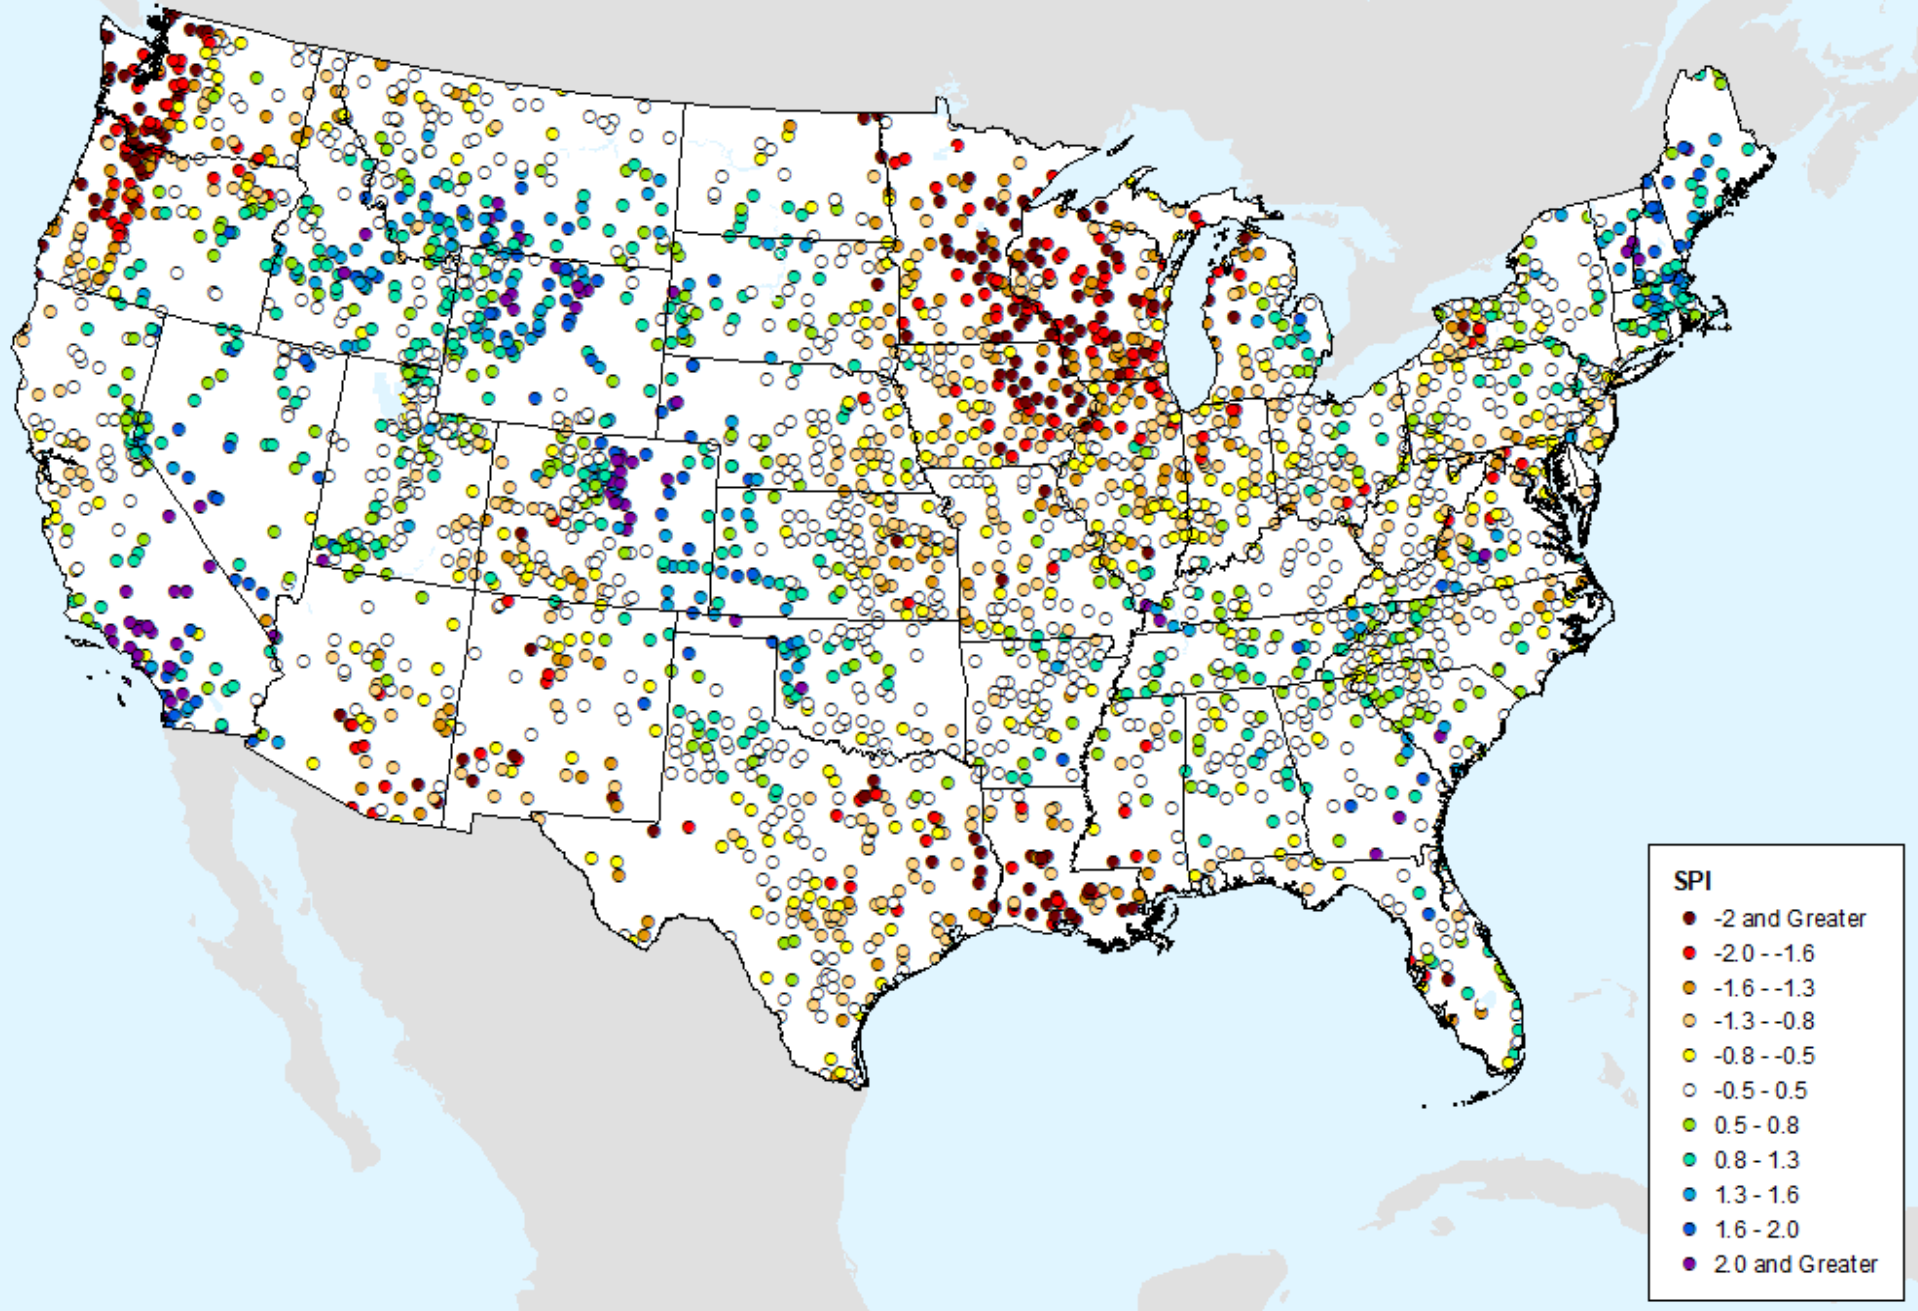 SPI
-2 and Greater
-2.0 - -1.6
-1.6 - -1.3
-1.3 - -0.8
-0.8 - -0.5
-0.5 - 0.5
0.5 - 0.8
0.8 - 1.3
1.3 - 1.6
1.6 - 2.0
2.0 and Greater